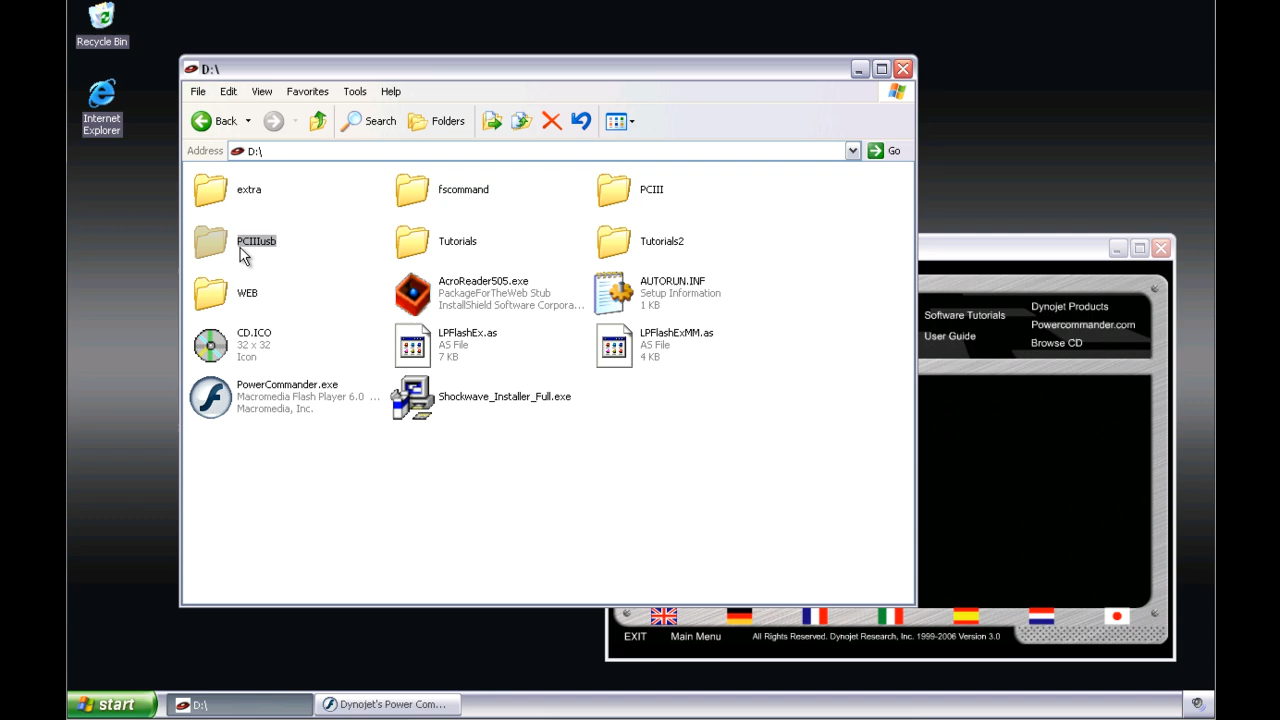 Recycle Bin
Internet
Explorer
D:\
File Edit View Favorites Tools Help
Back Search Folders
Address D:\ Go
extra
fscommand
PCIII
PCIIIusb
Tutorials
Tutorials2
WEB
AcroReader505.exe
PackageForTheWeb Stub
InstallShield Software Corpora...
AUTORUN.INF
Setup Information
1 KB
CD.ICO
32 x 32
Icon
LPFlashEx.as
AS File
7 KB
LPFlashExMM.as
AS File
4 KB
PowerCommander.exe
Macromedia Flash Player 6.0 ...
Macromedia, Inc.
Shockwave_Installer_Full.exe
Software Tutorials
User Guide
Dynojet Products
Powercommander.com
Browse CD
EXIT Main Menu All Rights Reserved. Dynojet Research, Inc. 1999-2006 Version 3.0
start D:\ Dynojet's Power Com...